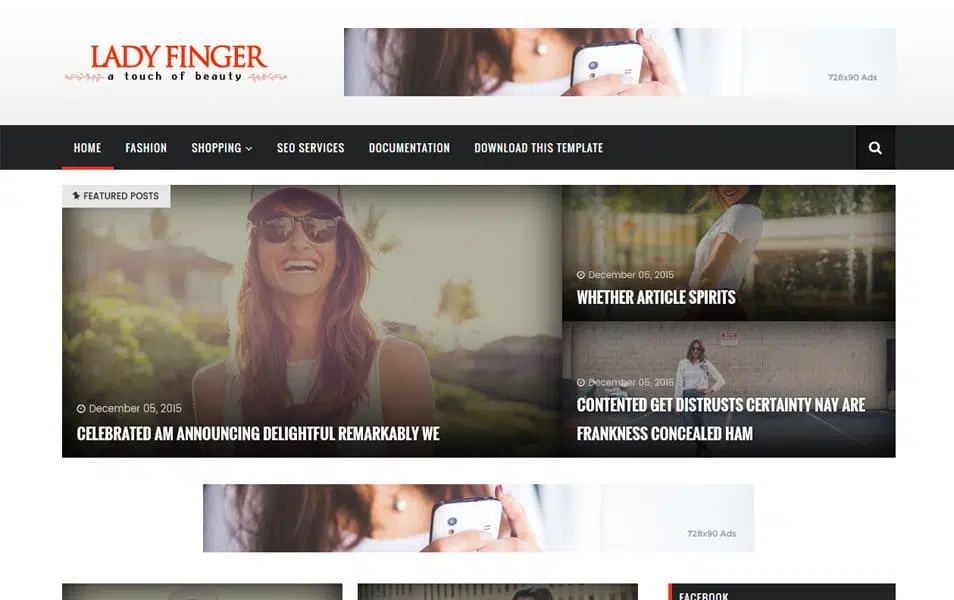 LADY FINGER
a touch of beauty
728x90 Ads
HOME FASHION SHOPPING SEO SERVICES DOCUMENTATION DOWNLOAD THIS TEMPLATE
FEATURED POSTS
December 05, 2015
CELEBRATED AM ANNOUNCING DELIGHTFUL REMARKABLY WE
December 05, 2015
WHETHER ARTICLE SPIRITS
December 05, 2015
CONTENTED GET DISTRUSTS CERTAINTY NAY ARE
FRANKNESS CONCEALED HAM
728x90 Ads
FACEBOOK